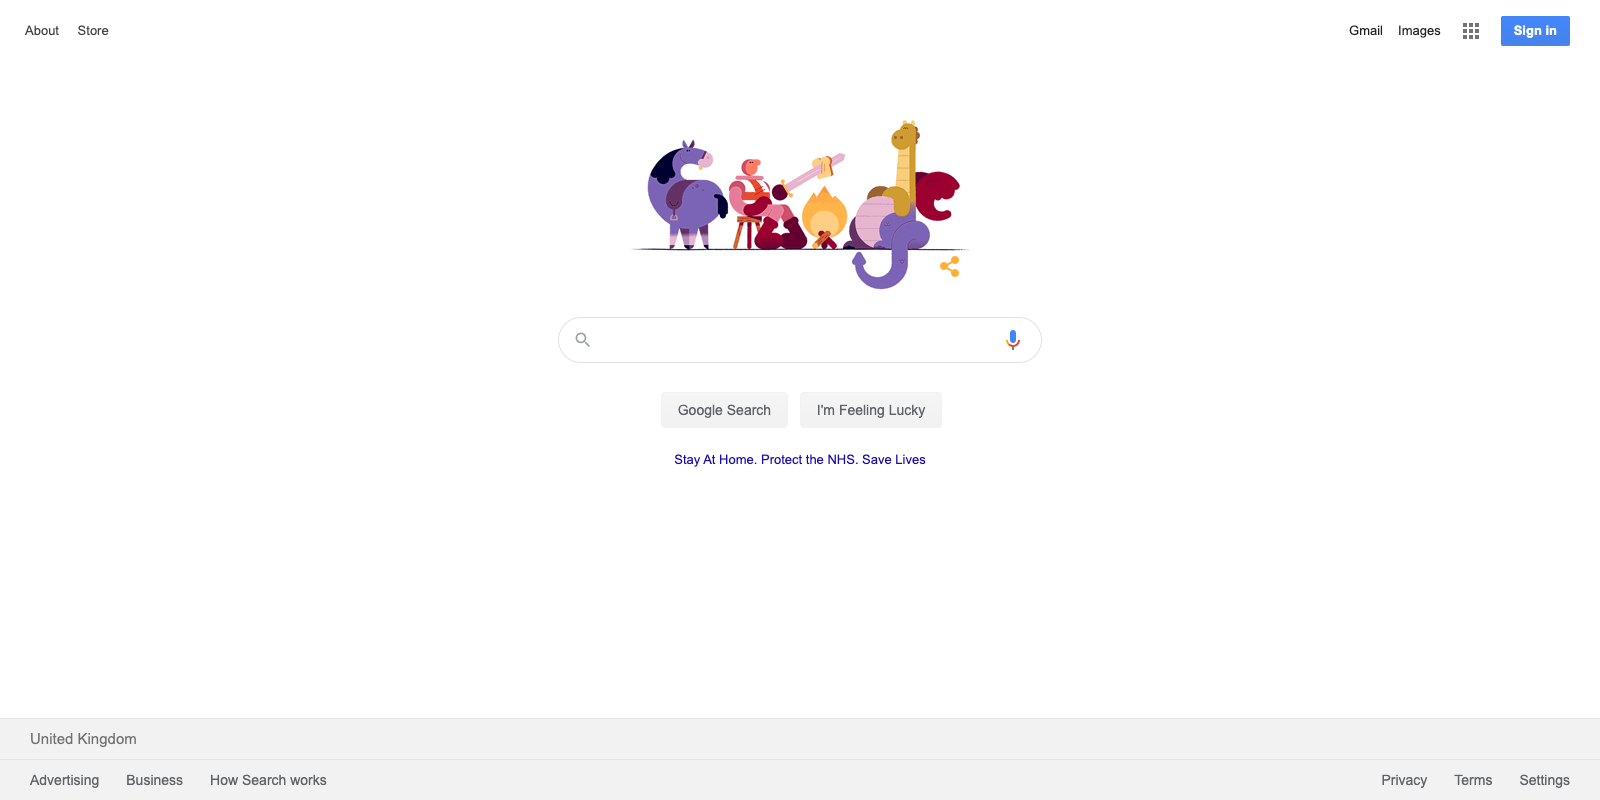 About Store
Gmail Images Sign in
Google Search I'm Feeling Lucky
Stay At Home. Protect the NHS. Save Lives
United Kingdom
Advertising Business How Search works
Privacy Terms Settings